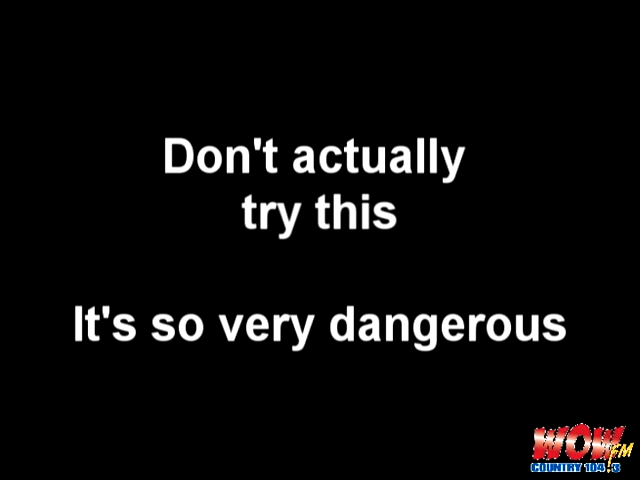 Don't actually
try this
It's so very dangerous
WOW FM
COUNTRY 104.3